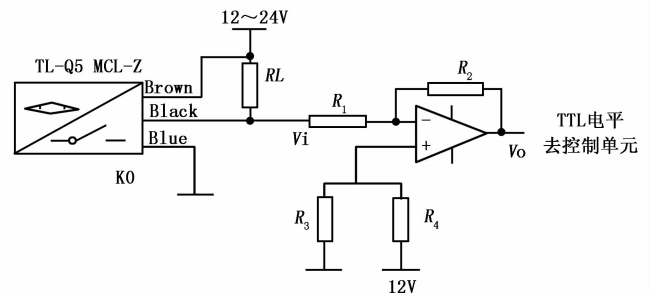 12～24V
TL-Q5 MCL-Z
Brown
RL
Black
Blue
K0
Vi
R1
R2
−
+
Vo
TTL电平
去控制单元
R3
R4
12V